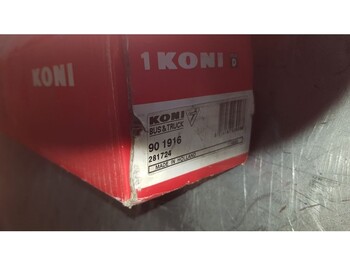 1 KONI
KONI
KONI
BUS & TRUCK
90 1916
281724
MADE IN HOLLAND